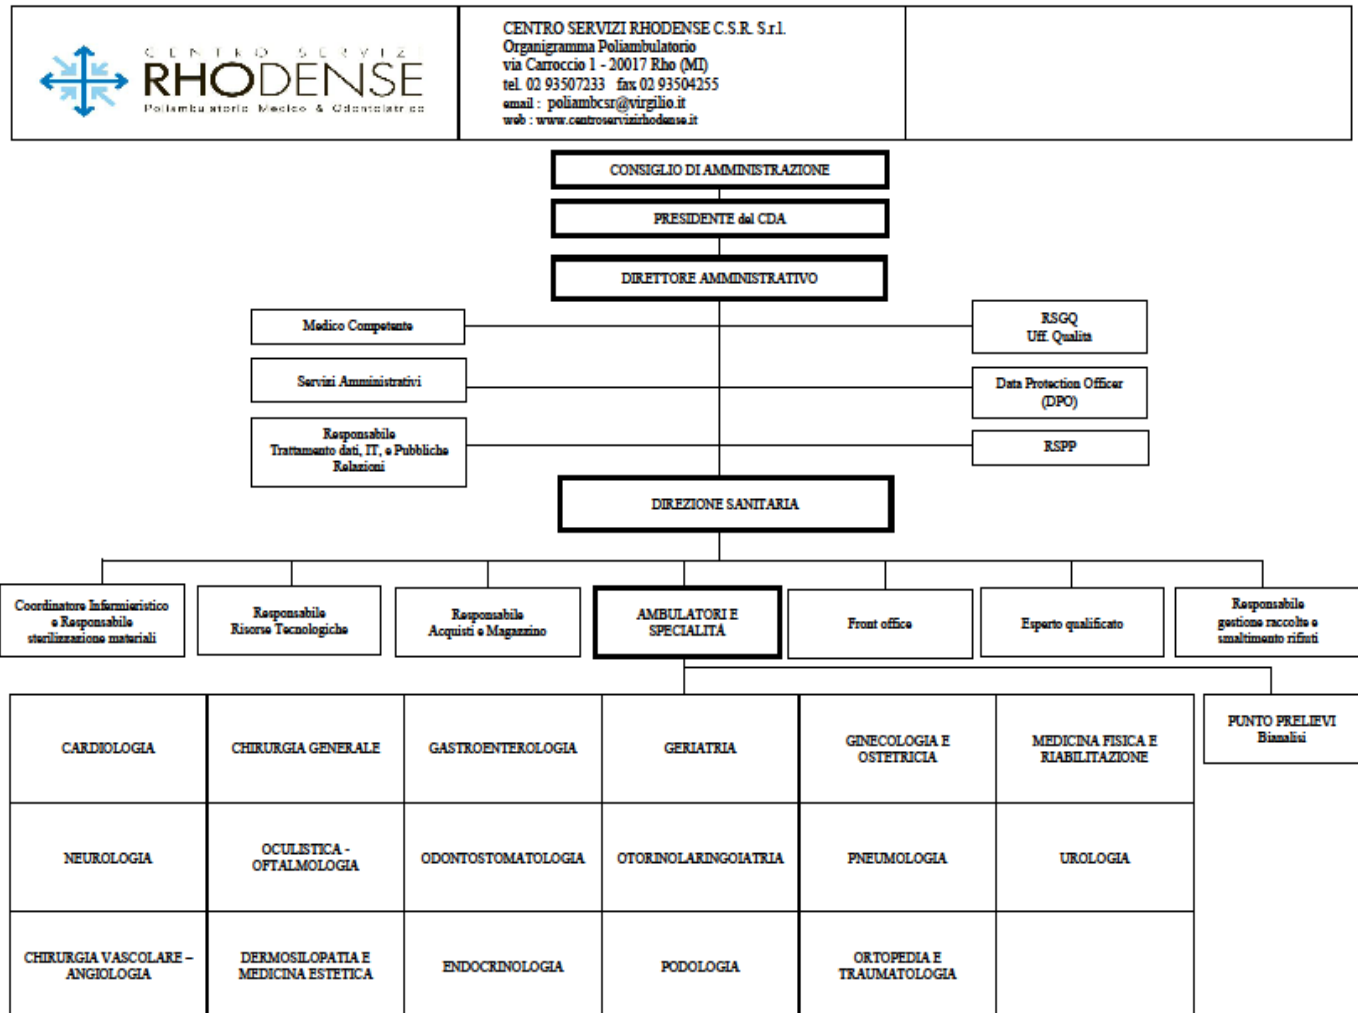 CENTRO SERVIZI
RHODENSE
Poliambulatorio Medico & Odontoiatrico
CENTRO SERVIZI RHODENSE C.S.R. S.r.l.
Organigramma Poliambulatorio
via Carroccio 1 - 20017 Rho (MI)
tel. 02 93507233 fax 02 93504255
email : poliambcsr@virgilio.it
web : www.centroservizirhodense.it
CONSIGLIO DI AMMINISTRAZIONE
PRESIDENTE del CDA
DIRETTORE AMMINISTRATIVO
Medico Competente
RSGQ
Uff. Qualità
Servizi Amministrativi
Data Protection Officer
(DPO)
Responsabile
Trattamento dati, IT, e Pubbliche
Relazioni
RSPP
DIREZIONE SANITARIA
Coordinatore Infermieristico
e Responsabile
sterilizzazione materiali
Responsabile
Risorse Tecnologiche
Responsabile
Acquisti e Magazzino
AMBULATORI E
SPECIALITÀ
Front office
Esperto qualificato
Responsabile
gestione raccolte e
smaltimento rifiuti
CARDIOLOGIA
CHIRURGIA GENERALE
GASTROENTEROLOGIA
GERIATRIA
GINECOLOGIA E
OSTETRICIA
MEDICINA FISICA E
RIABILITAZIONE
PUNTO PRELIEVI
Bianalisi
NEUROLOGIA
OCULISTICA -
OFTALMOLOGIA
ODONTOSTOMATOLOGIA
OTORINOLARINGOIATRIA
PNEUMOLOGIA
UROLOGIA
CHIRURGIA VASCOLARE –
ANGIOLOGIA
DERMOSILOPATIA E
MEDICINA ESTETICA
ENDOCRINOLOGIA
PODOLOGIA
ORTOPEDIA E
TRAUMATOLOGIA